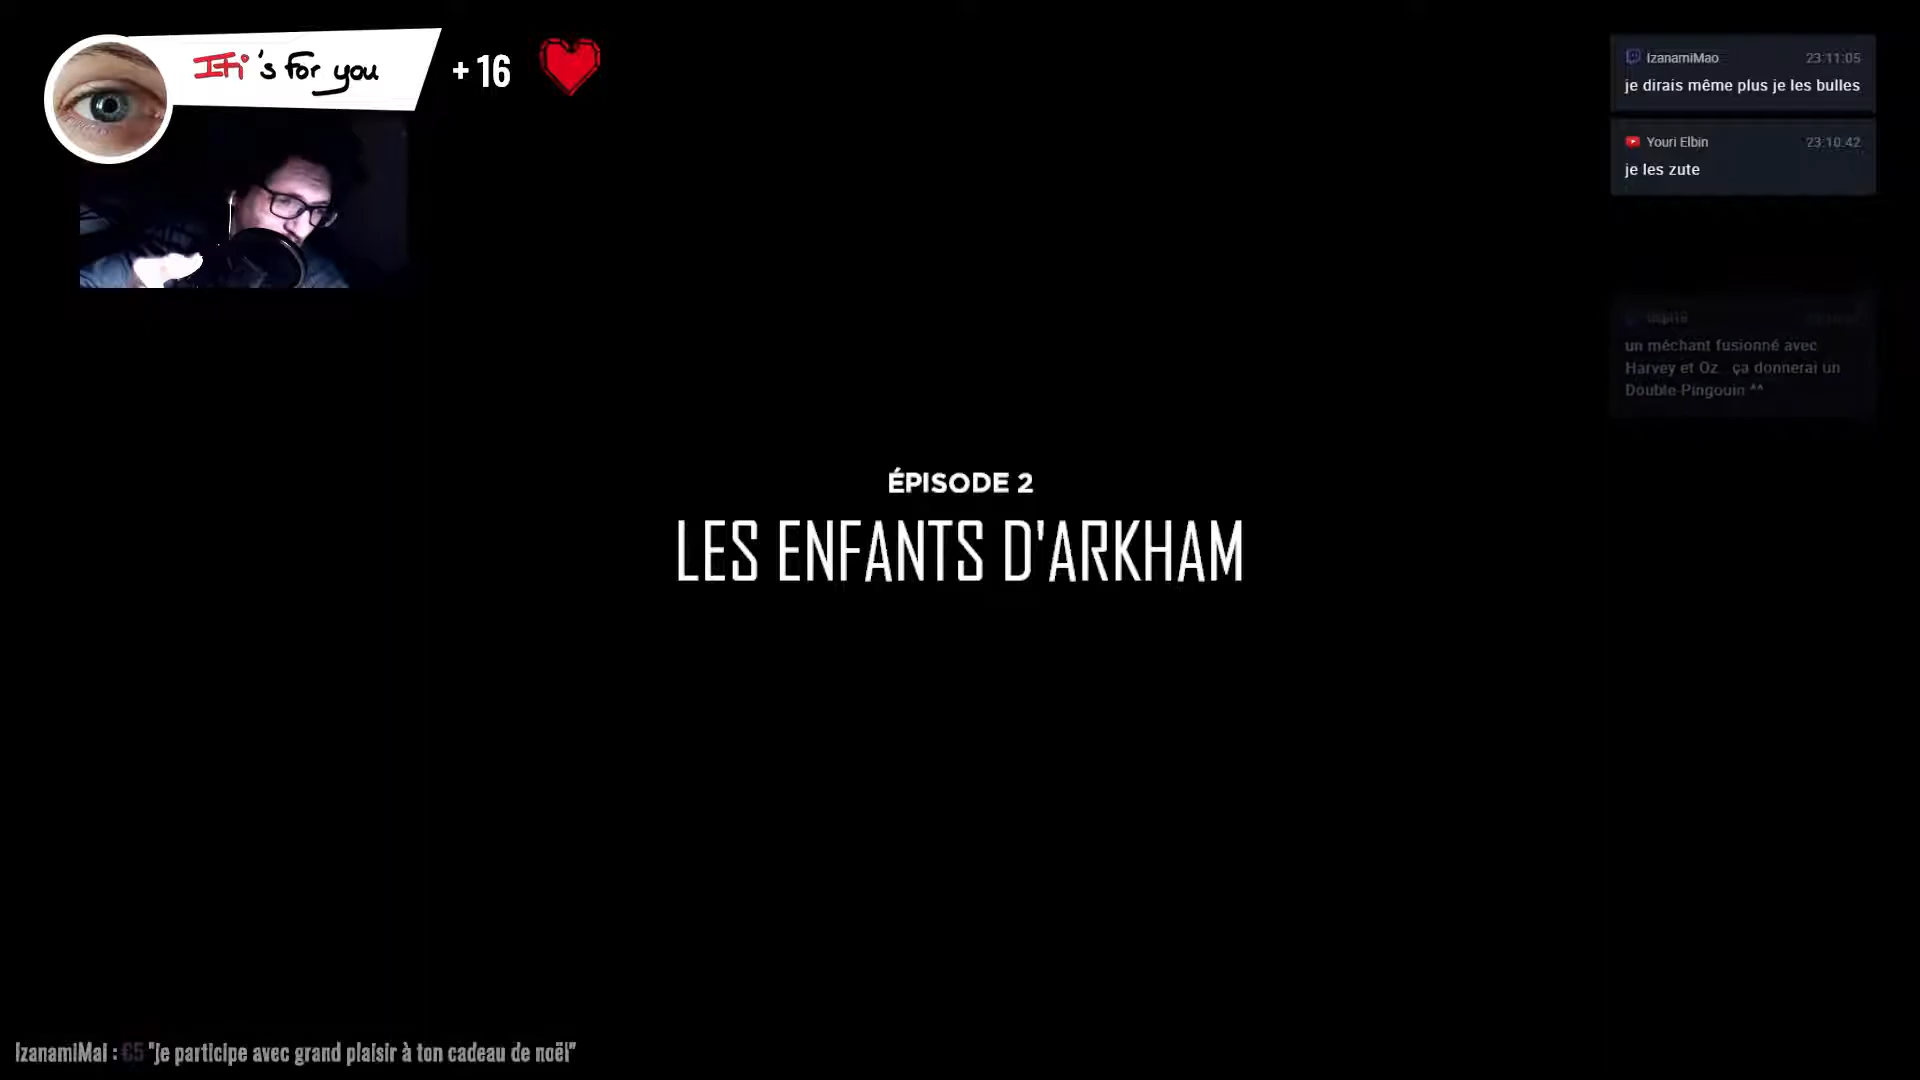 Iti's for you
+16
IzanamiMao 23:11:05
je dirais même plus je les bulles
Youri Elbin 23:10:42
je les zute
un méchant fusionné avec
Harvey et Oz... ça donnerai un
Double-Pingouin ^^
ÉPISODE 2
LES ENFANTS D'ARKHAM
IzanamiMai : €5 "je participe avec grand plaisir à ton cadeau de noël"